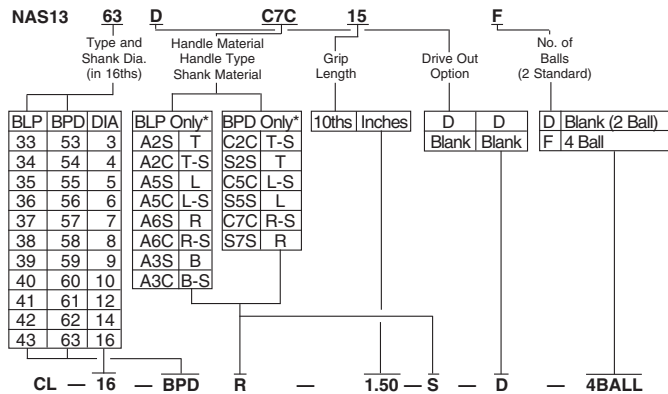 NAS13 63 D C7C 15 F
Type and
Shank Dia.
(in 16ths)
Handle Material
Handle Type
Shank Material
Grip
Length
Drive Out
Option
No. of
Balls
(2 Standard)
BLP BPD DIA
33 53 3
34 54 4
35 55 5
36 56 6
37 57 7
38 58 8
39 59 9
40 60 10
41 61 12
42 62 14
43 63 16
BLP Only*
A2S T
A2C T-S
A5S L
A5C L-S
A6S R
A6C R-S
A3S B
A3C B-S
BPD Only*
C2C T-S
S2S T
C5C L-S
S5S L
C7C R-S
S7S R
10ths Inches
D D
Blank Blank
D Blank (2 Ball)
F 4 Ball
CL — 16 — BPD R — 1.50 — S — D — 4BALL